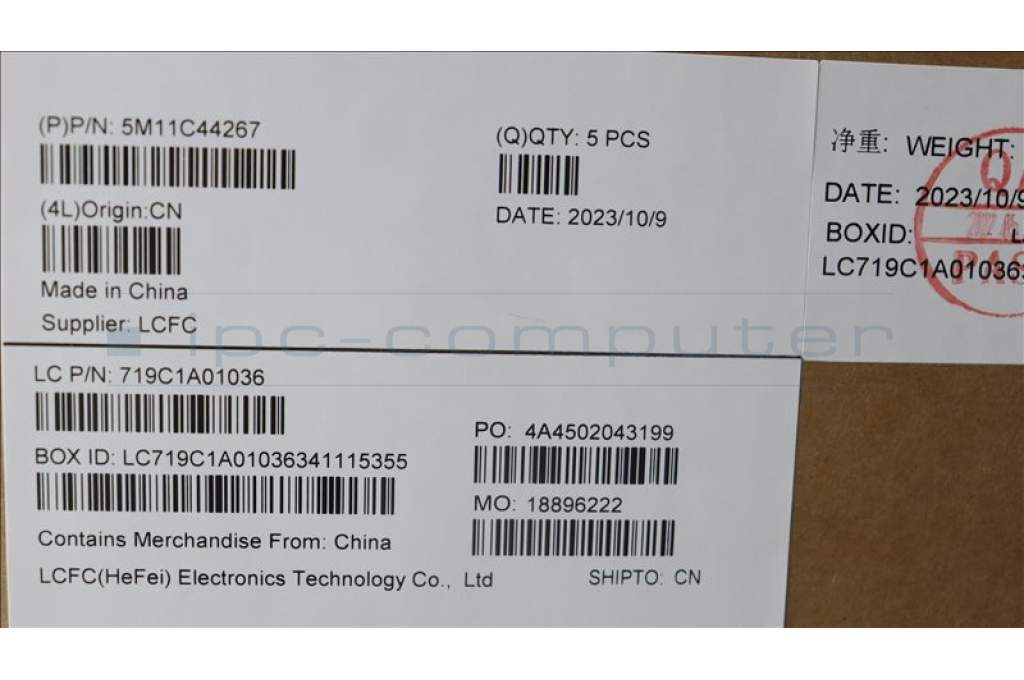 (P)P/N: 5M11C44267
(4L)Origin:CN
Made in China
Supplier: LCFC
(Q)QTY: 5 PCS
DATE: 2023/10/9
净重: WEIGHT:
DATE: 2023/10/9
BOXID:
LC719C1A01036
ipc-computer
LC P/N: 719C1A01036
BOX ID: LC719C1A01036341115355
Contains Merchandise From: China
LCFC(HeFei) Electronics Technology Co., Ltd
PO: 4A4502043199
MO: 18896222
SHIPTO: CN